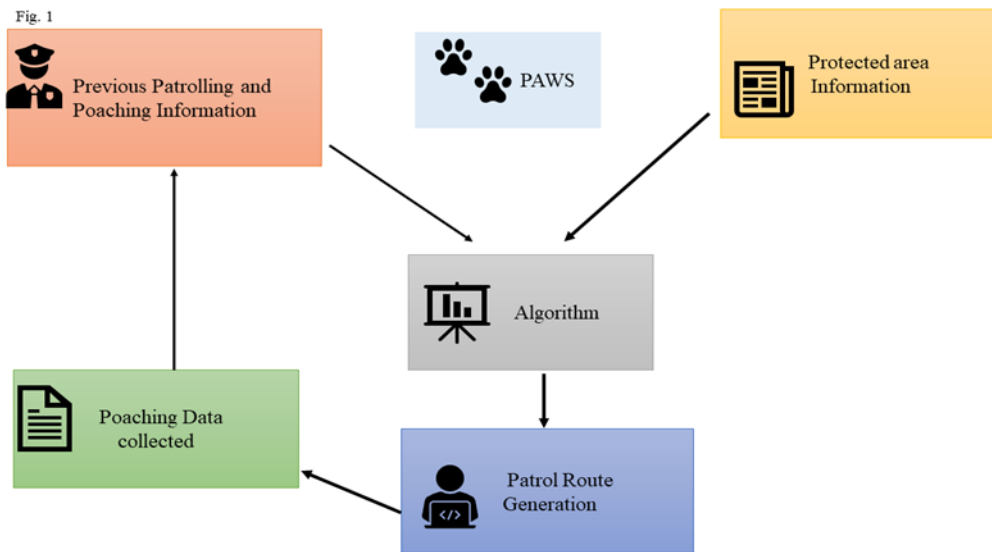 Fig. 1
Previous Patrolling and
Poaching Information
PAWS
Protected area
Information
Algorithm
Poaching Data
collected
Patrol Route
Generation